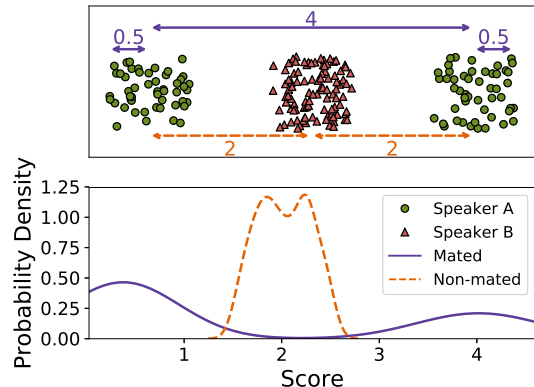 4
0.5
0.5
2
2
Probability Density
1.25
1.00
0.75
0.50
0.25
0.00
Speaker A
Speaker B
Mated
Non-mated
1
2
3
4
Score